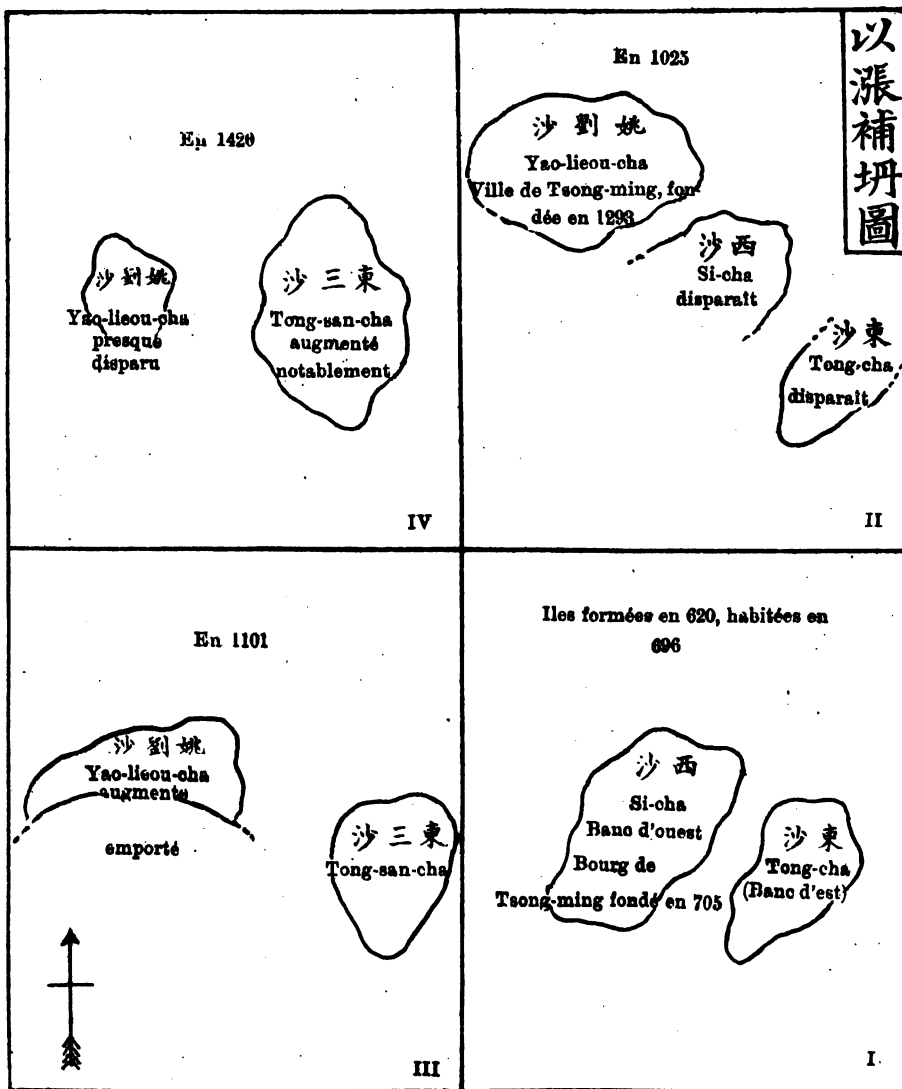 以漲補坍圖
En 1420
姚劉沙
Yao-lieou-cha
presque
disparu
東三沙
Tong-san-cha
augmenté
notablement
IV
En 1025
姚劉沙
Yao-lieou-cha
Ville de Tsong-ming, fon-
dée en 1293
西沙
Si-cha
disparaît
東沙
Tong-cha
disparaît
II
En 1101
姚劉沙
Yao-lieou-cha
augmente
emporté
東三沙
Tong-san-cha
III
Iles formées en 620, habitées en
696
西沙
Si-cha
Banc d'ouest
Bourg de
Tsong-ming fondé en 705
東沙
Tong-cha
(Banc d'est)
I.